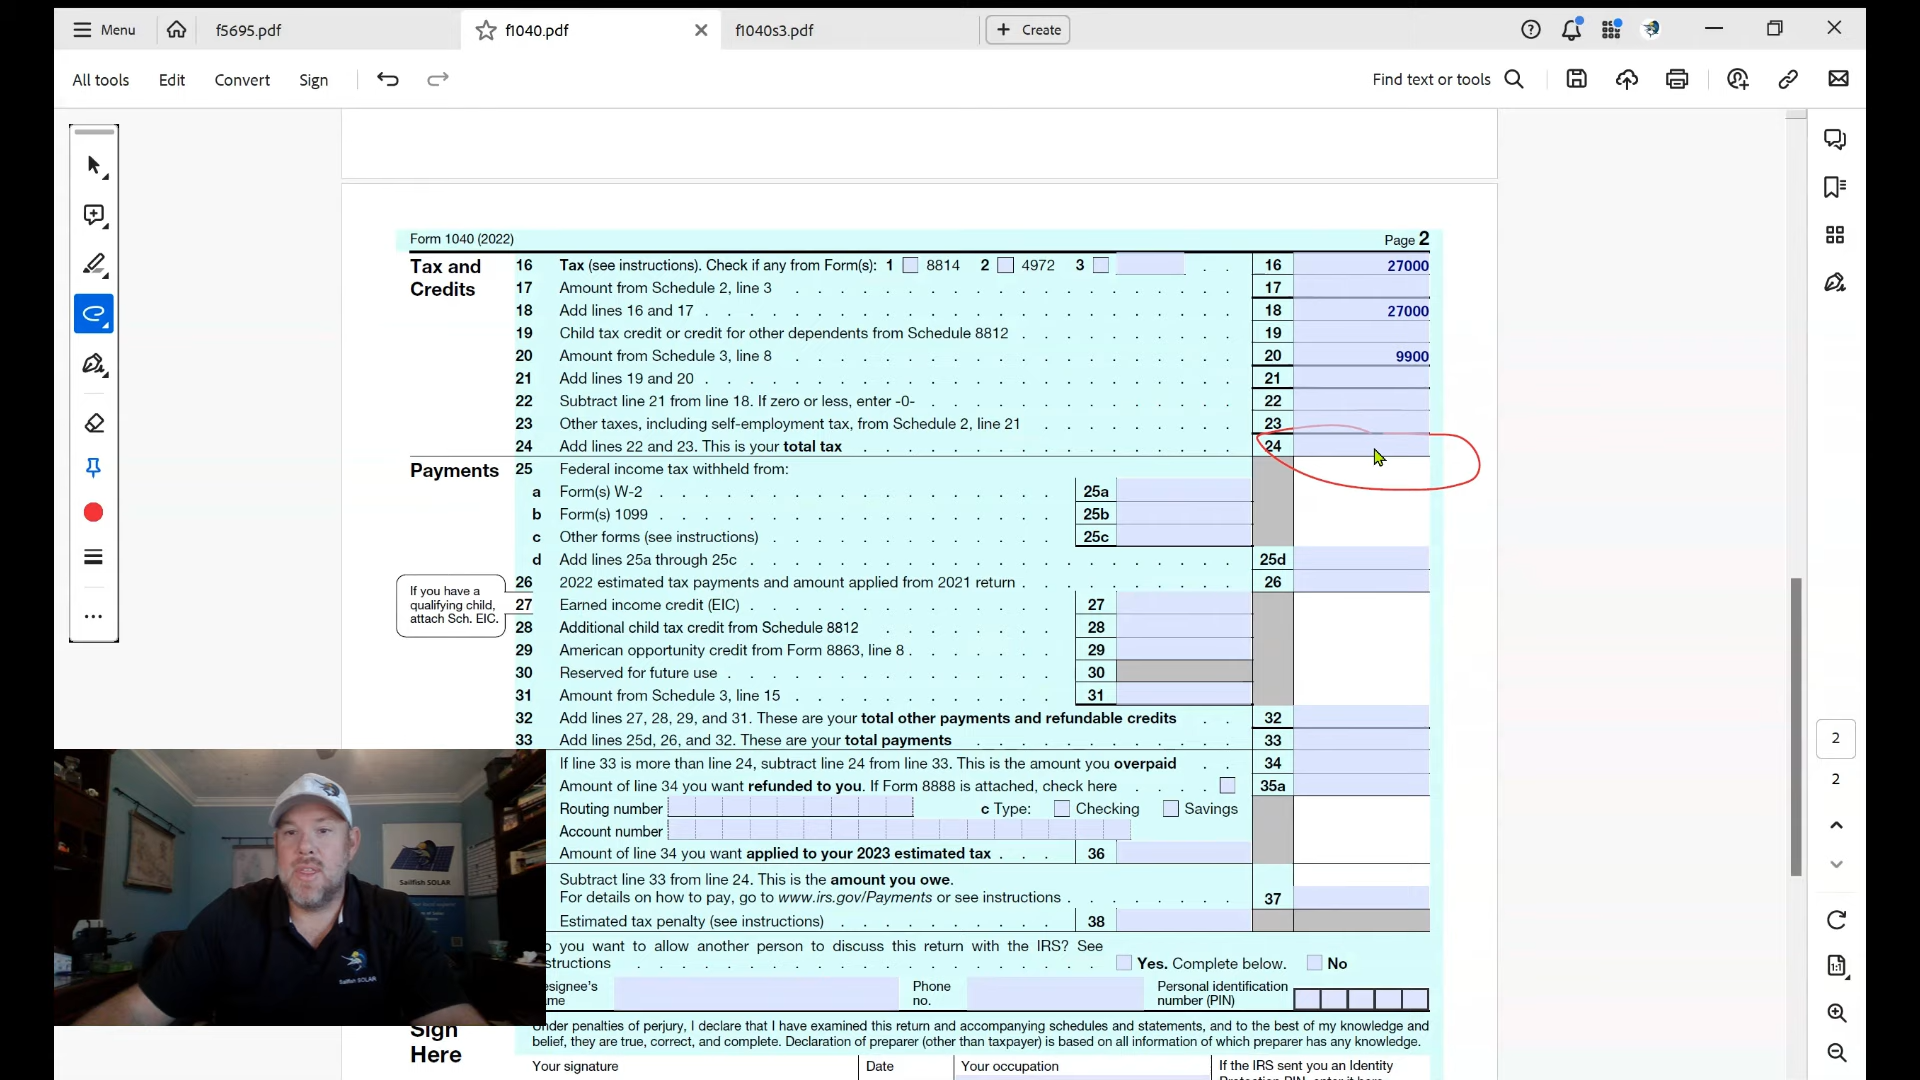 Menu
f5695.pdf
f1040.pdf
f1040s3.pdf
Create
All tools
Edit
Convert
Sign
Find text or tools
Form 1040 (2022)
Page 2
Tax and Credits
16 Tax (see instructions). Check if any from Form(s): 1 8814 2 4972 3 . . 16 27000
17 Amount from Schedule 2, line 3 17
18 Add lines 16 and 17 18 27000
19 Child tax credit or credit for other dependents from Schedule 8812 19
20 Amount from Schedule 3, line 8 20 9900
21 Add lines 19 and 20 21
22 Subtract line 21 from line 18. If zero or less, enter -0- 22
23 Other taxes, including self-employment tax, from Schedule 2, line 21 23
24 Add lines 22 and 23. This is your total tax 24
Payments 25 Federal income tax withheld from:
a Form(s) W-2 25a
b Form(s) 1099 25b
c Other forms (see instructions) 25c
d Add lines 25a through 25c 25d
26 2022 estimated tax payments and amount applied from 2021 return 26
If you have a
qualifying child,
attach Sch. EIC.
27 Earned income credit (EIC) 27
28 Additional child tax credit from Schedule 8812 28
29 American opportunity credit from Form 8863, line 8 29
30 Reserved for future use 30
31 Amount from Schedule 3, line 15 31
32 Add lines 27, 28, 29, and 31. These are your total other payments and refundable credits 32
33 Add lines 25d, 26, and 32. These are your total payments 33
If line 33 is more than line 24, subtract line 24 from line 33. This is the amount you overpaid 34
Amount of line 34 you want refunded to you. If Form 8888 is attached, check here 35a
Routing number c Type: Checking Savings
Account number
Amount of line 34 you want applied to your 2023 estimated tax 36
Subtract line 33 from line 24. This is the amount you owe.
For details on how to pay, go to www.irs.gov/Payments or see instructions 37
Estimated tax penalty (see instructions) 38
o you want to allow another person to discuss this return with the IRS? See
structions Yes. Complete below. No
esignee's
me
Phone
no.
Personal identification
number (PIN)
Sign
Here
Under penalties of perjury, I declare that I have examined this return and accompanying schedules and statements, and to the best of my knowledge and
belief, they are true, correct, and complete. Declaration of preparer (other than taxpayer) is based on all information of which preparer has any knowledge.
Your signature
Date
Your occupation
If the IRS sent you an Identity
2
2
1:1
Sailfish SOLAR
Sailfish SOLAR